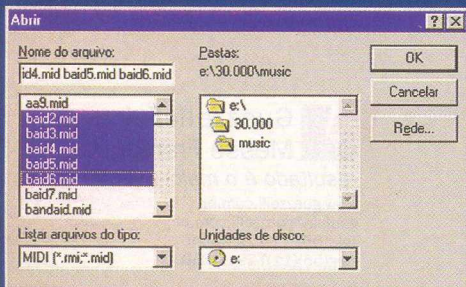 Abrir
Nome do arquivo:
id4.mid baid5.mid baid6.mid
aa9.mid
baid2.mid
baid3.mid
baid4.mid
baid5.mid
baid6.mid
baid7.mid
bandaid.mid
Listar arquivos do tipo:
MIDI (*.rmi;*.mid)
Pastas:
e:\30.000\music
e:\
30.000
music
Unidades de disco:
e:
OK
Cancelar
Rede...